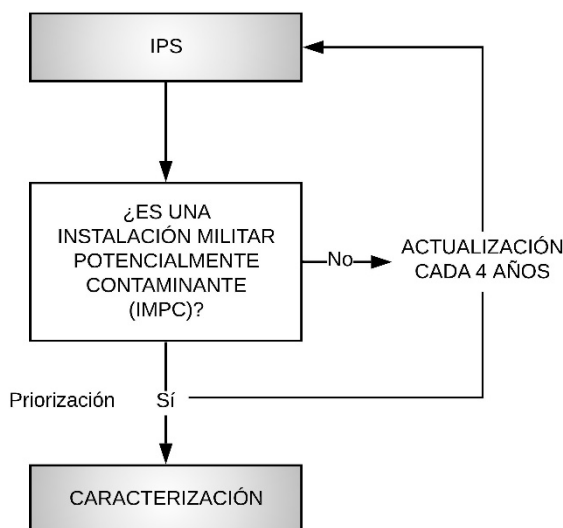 IPS
¿ES UNA
INSTALACIÓN MILITAR
POTENCIALMENTE
CONTAMINANTE
(IMPC)?
No
ACTUALIZACIÓN
CADA 4 AÑOS
Priorización
Sí
CARACTERIZACIÓN